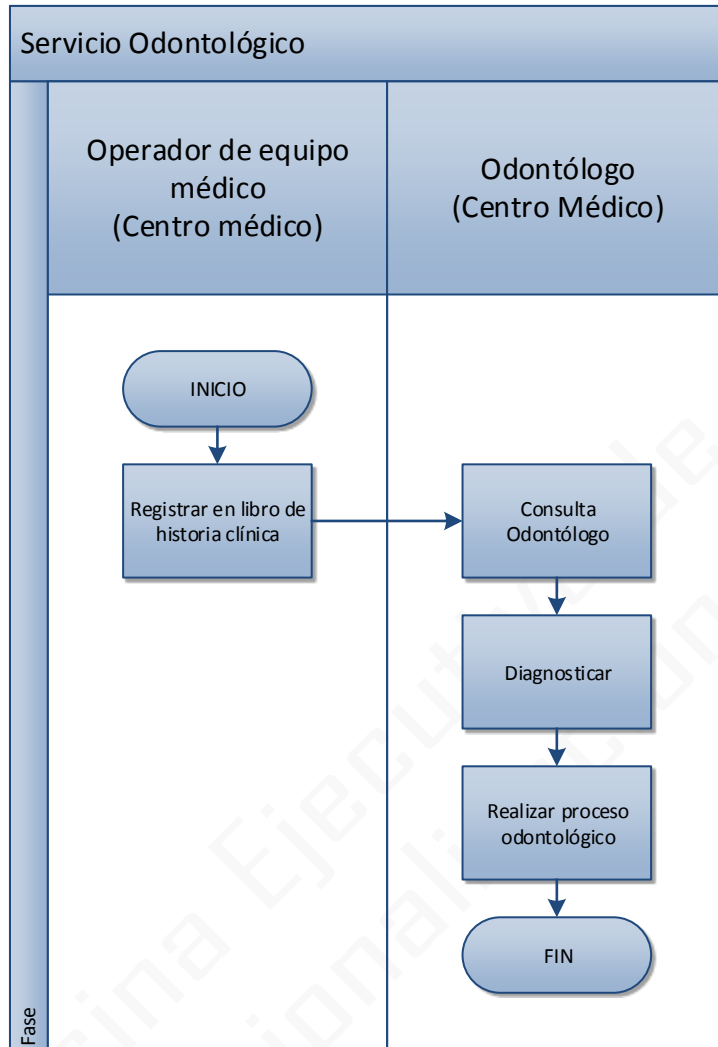 Servicio Odontológico
Operador de equipo
médico
(Centro médico)
Odontólogo
(Centro Médico)
INICIO
Registrar en libro de
historia clínica
Consulta
Odontólogo
Diagnosticar
Realizar proceso
odontológico
FIN
Fase